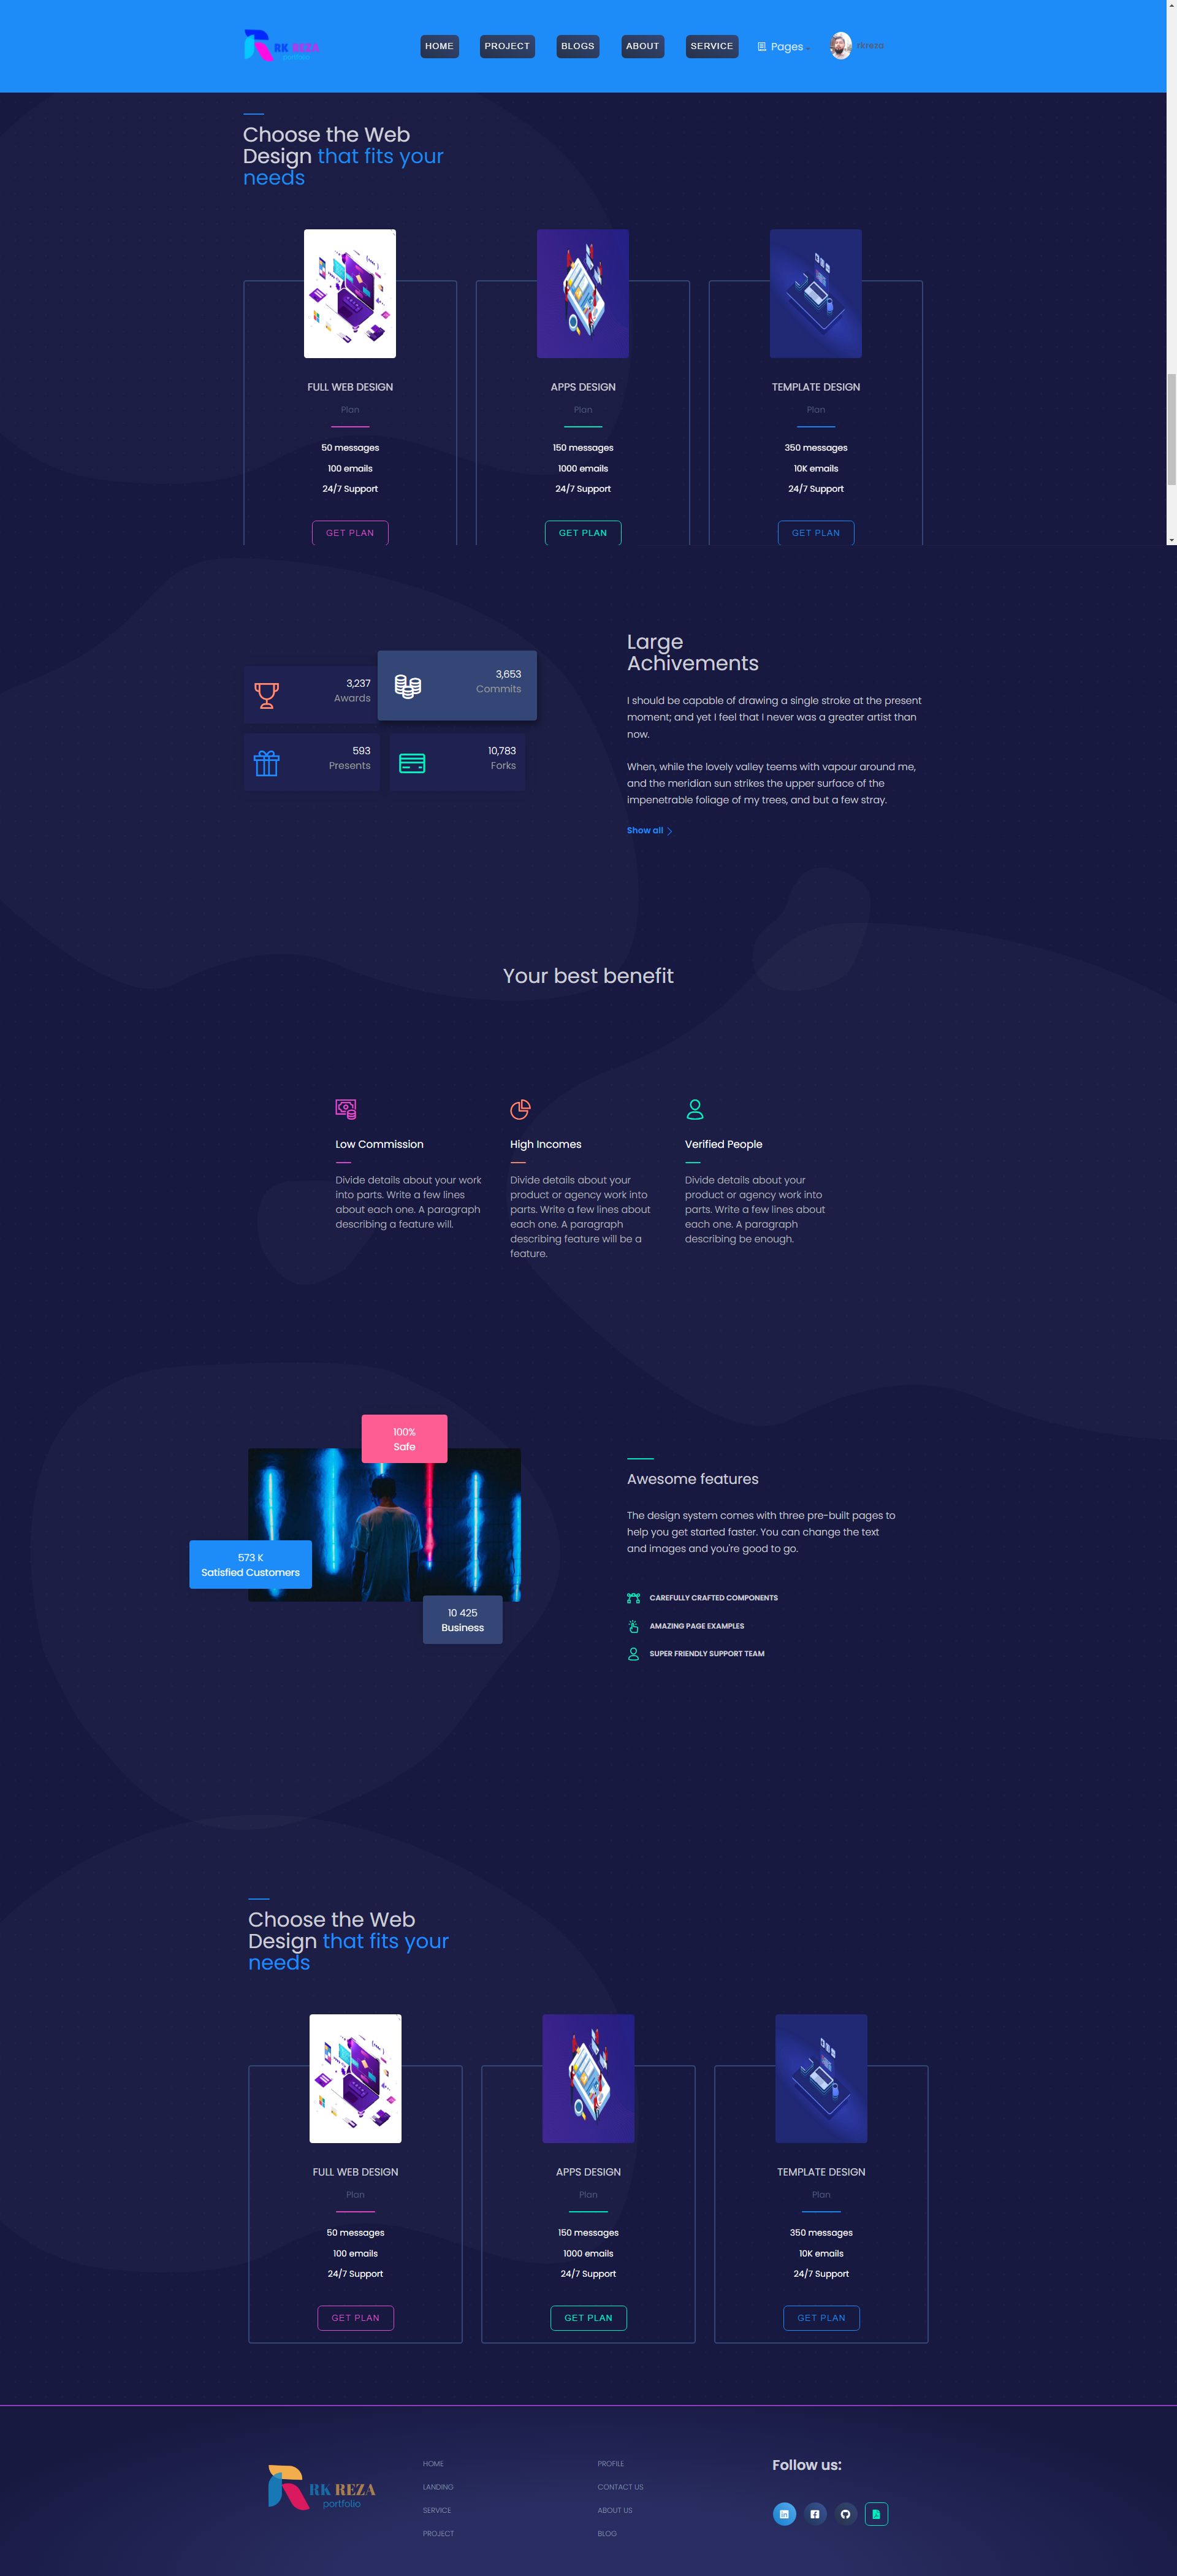 RK REZA
portfolio
HOME
PROJECT
BLOGS
ABOUT
SERVICE
Pages
rkreza
Choose the Web
Design that fits your
needs
FULL WEB DESIGN
Plan
50 messages
100 emails
24/7 Support
GET PLAN
APPS DESIGN
Plan
150 messages
1000 emails
24/7 Support
GET PLAN
TEMPLATE DESIGN
Plan
350 messages
10K emails
24/7 Support
GET PLAN
3,237
Awards
3,653
Commits
593
Presents
10,783
Forks
Large
Achivements
I should be capable of drawing a single stroke at the present
moment; and yet I feel that I never was a greater artist than
now.
When, while the lovely valley teems with vapour around me,
and the meridian sun strikes the upper surface of the
impenetrable foliage of my trees, and but a few stray.
Show all
Your best benefit
Low Commission
Divide details about your work
into parts. Write a few lines
about each one. A paragraph
describing a feature will.
High Incomes
Divide details about your
product or agency work into
parts. Write a few lines about
each one. A paragraph
describing feature will be a
feature.
Verified People
Divide details about your
product or agency work into
parts. Write a few lines about
each one. A paragraph
describing be enough.
100%
Safe
573 K
Satisfied Customers
10 425
Business
Awesome features
The design system comes with three pre-built pages to
help you get started faster. You can change the text
and images and you're good to go.
CAREFULLY CRAFTED COMPONENTS
AMAZING PAGE EXAMPLES
SUPER FRIENDLY SUPPORT TEAM
Choose the Web
Design that fits your
needs
FULL WEB DESIGN
Plan
50 messages
100 emails
24/7 Support
GET PLAN
APPS DESIGN
Plan
150 messages
1000 emails
24/7 Support
GET PLAN
TEMPLATE DESIGN
Plan
350 messages
10K emails
24/7 Support
GET PLAN
RK REZA
portfolio
HOME
LANDING
SERVICE
PROJECT
PROFILE
CONTACT US
ABOUT US
BLOG
Follow us: